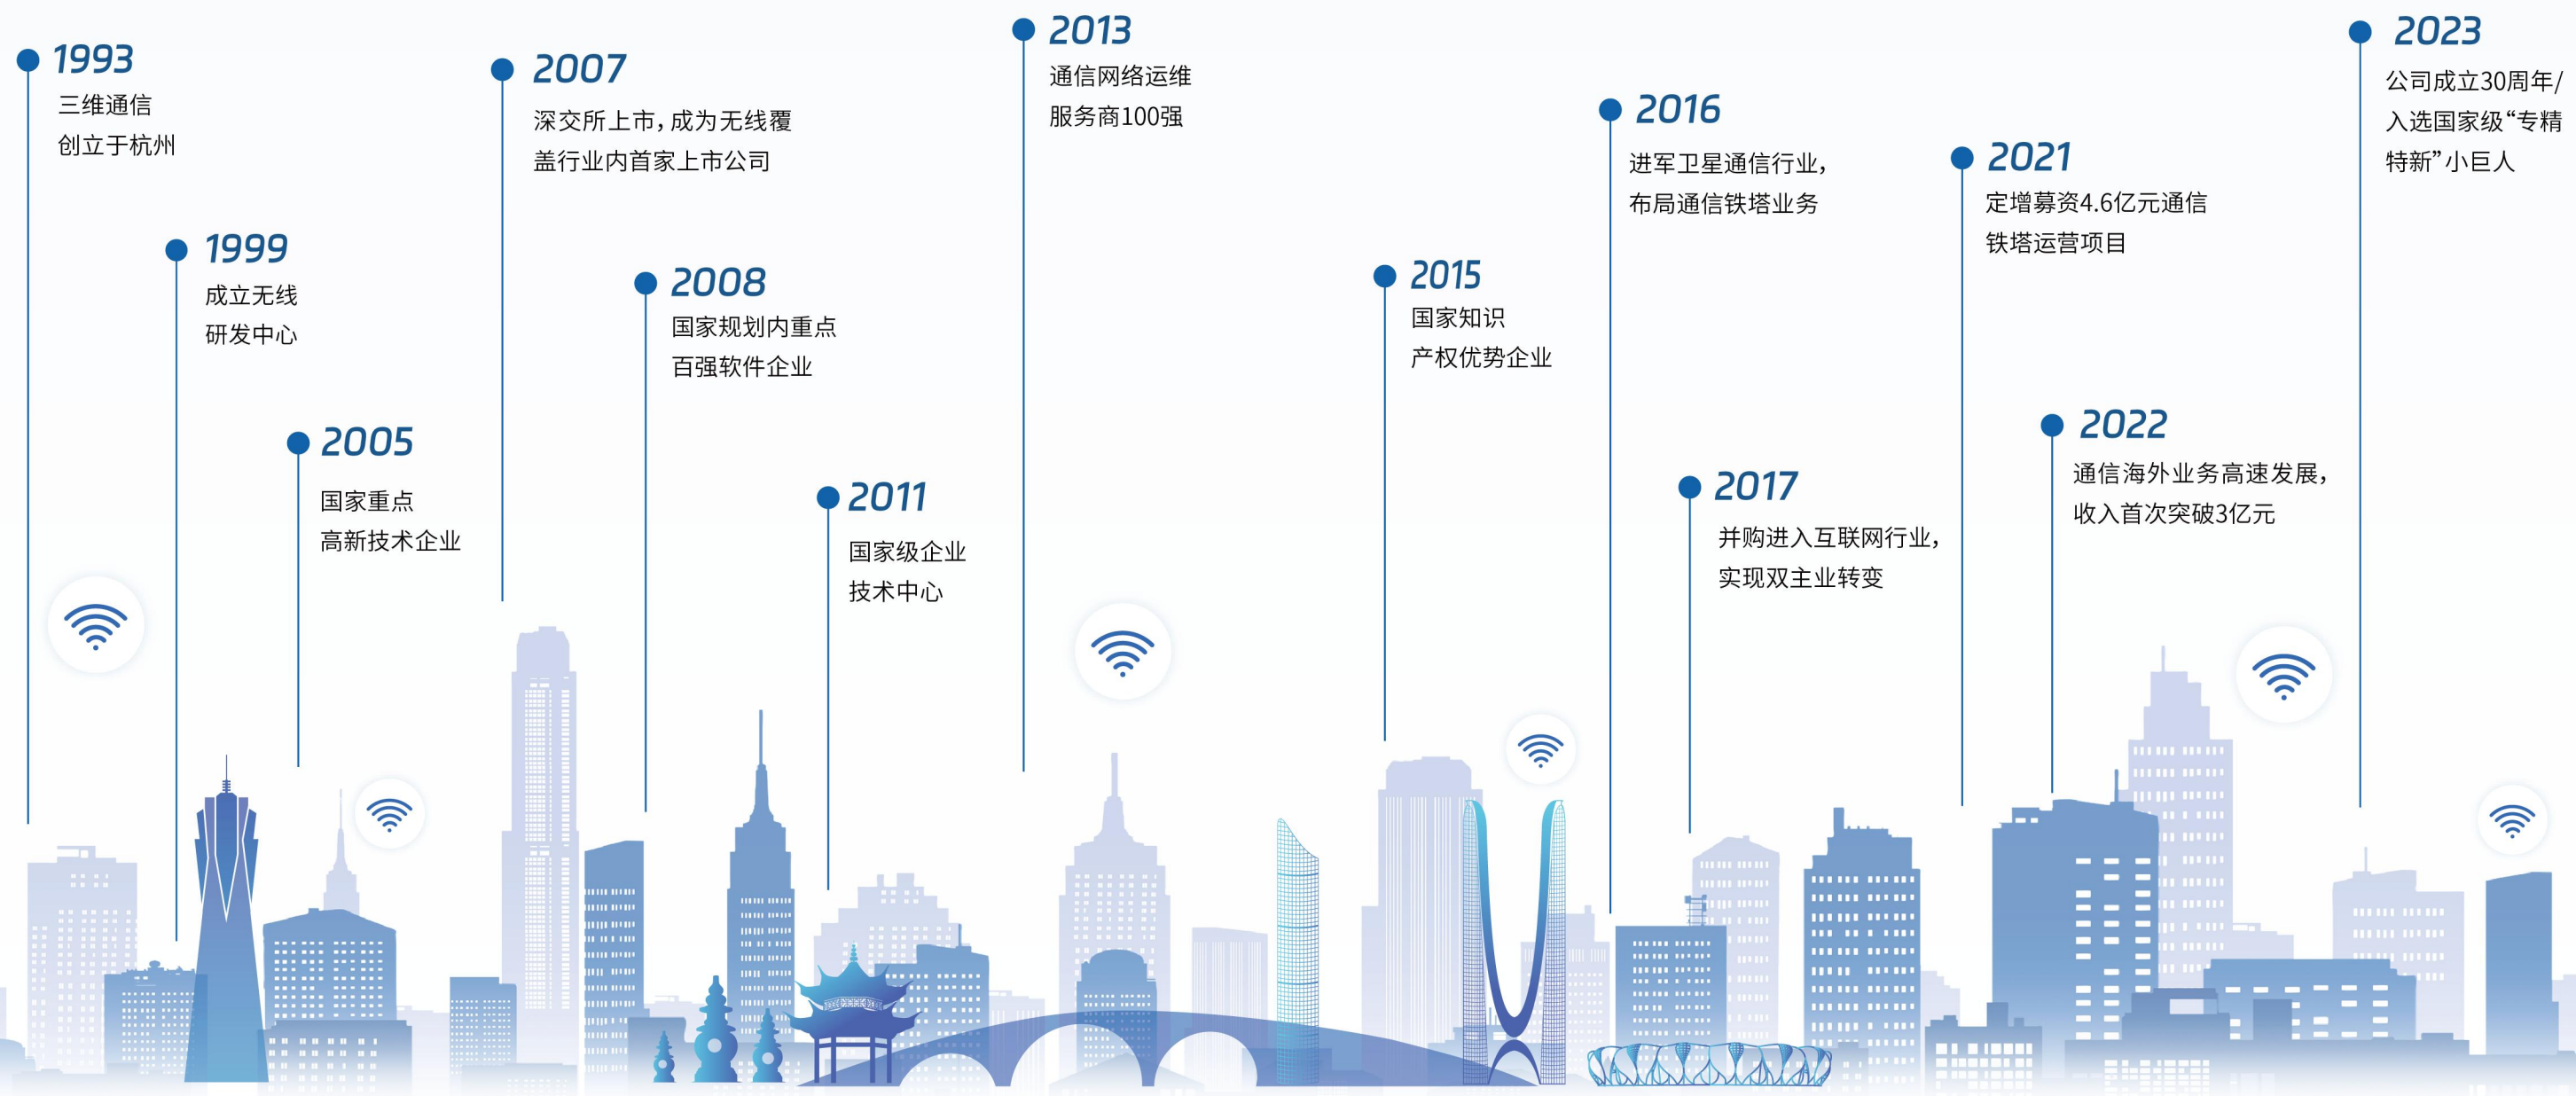 1993
三维通信
创立于杭州
1999
成立无线
研发中心
2005
国家重点
高新技术企业
2007
深交所上市，成为无线覆
盖行业内首家上市公司
2008
国家规划内重点
百强软件企业
2011
国家级企业
技术中心
2013
通信网络运维
服务商100强
2015
国家知识
产权优势企业
2016
进军卫星通信行业，
布局通信铁塔业务
2017
并购进入互联网行业，
实现双主业转变
2021
定增募资4.6亿元通信
铁塔运营项目
2022
通信海外业务高速发展，
收入首次突破3亿元
2023
公司成立30周年/
入选国家级“专精
特新”小巨人